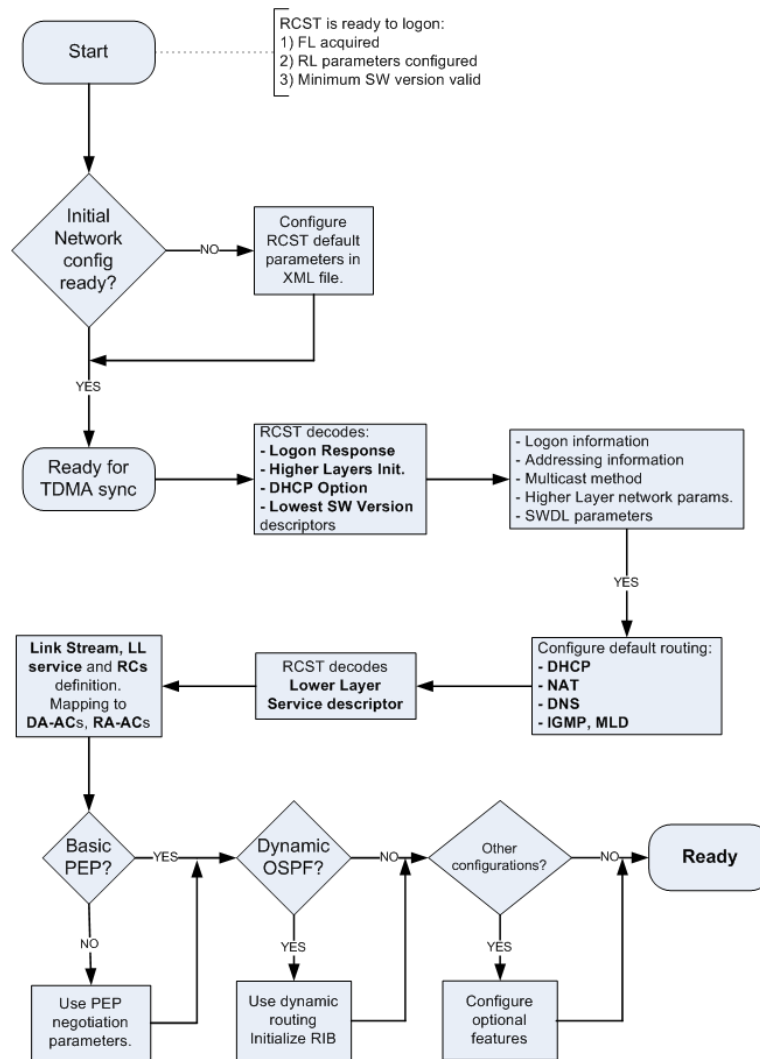 Start
RCST is ready to logon:
1) FL acquired
2) RL parameters configured
3) Minimum SW version valid
Initial
Network
config
ready?
NO
Configure
RCST default
parameters in
XML file.
YES
Ready for
TDMA sync
RCST decodes:
- Logon Response
- Higher Layers Init.
- DHCP Option
- Lowest SW Version
descriptors
- Logon information
- Addressing information
- Multicast method
- Higher Layer network params.
- SWDL parameters
YES
Configure default routing:
- DHCP
- NAT
- DNS
- IGMP, MLD
RCST decodes
Lower Layer
Service descriptor
Link Stream, LL
service and RCs
definition.
Mapping to
DA-ACs, RA-ACs
Basic
PEP?
YES
Dynamic
OSPF?
NO
Other
configurations?
NO
Ready
NO
YES
YES
Use PEP
negotiation
parameters.
Use dynamic
routing
Initialize RIB
Configure
optional
features